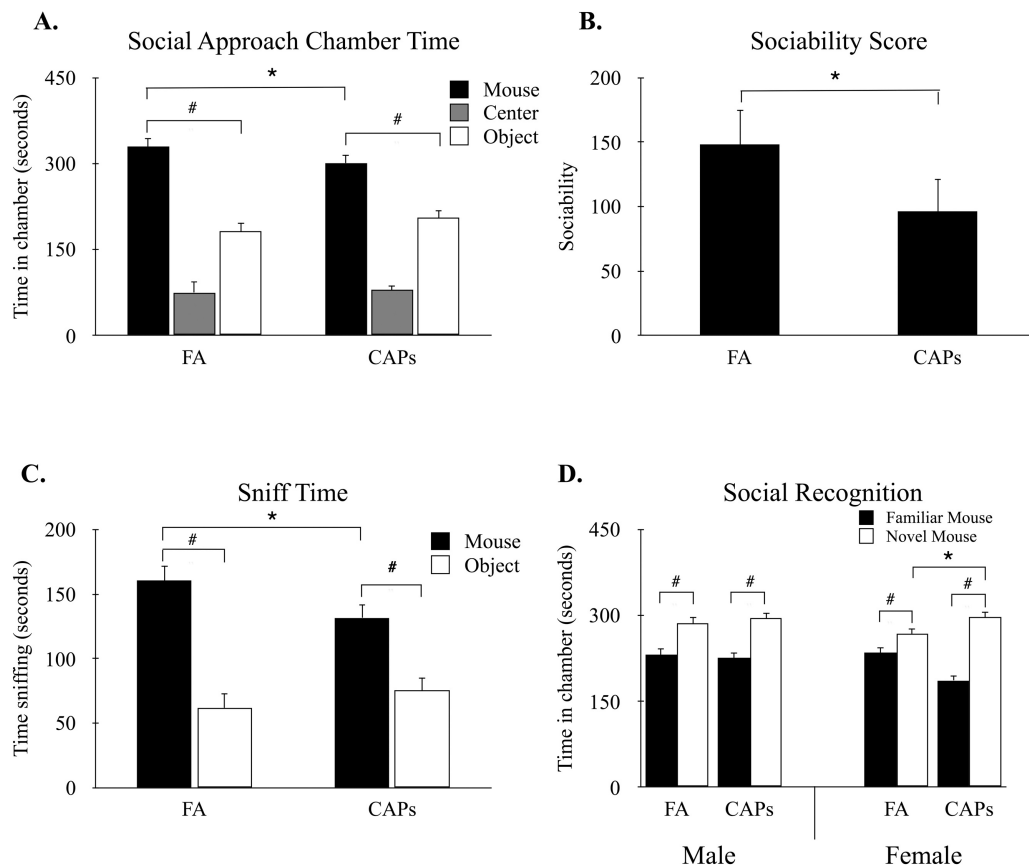 A.
Social Approach Chamber Time
Time in chamber (seconds)
450
300
150
0
*
#
#
Mouse
Center
Object
FA
CAPs
B.
Sociability Score
Sociability
200
150
100
50
0
*
FA
CAPs
C.
Sniff Time
Time sniffing (seconds)
200
150
100
50
0
*
#
#
Mouse
Object
FA
CAPs
D.
Social Recognition
Time in chamber (seconds)
450
300
150
0
Familiar Mouse
Novel Mouse
#
#
#
#
*
FA
CAPs
FA
CAPs
Male
Female